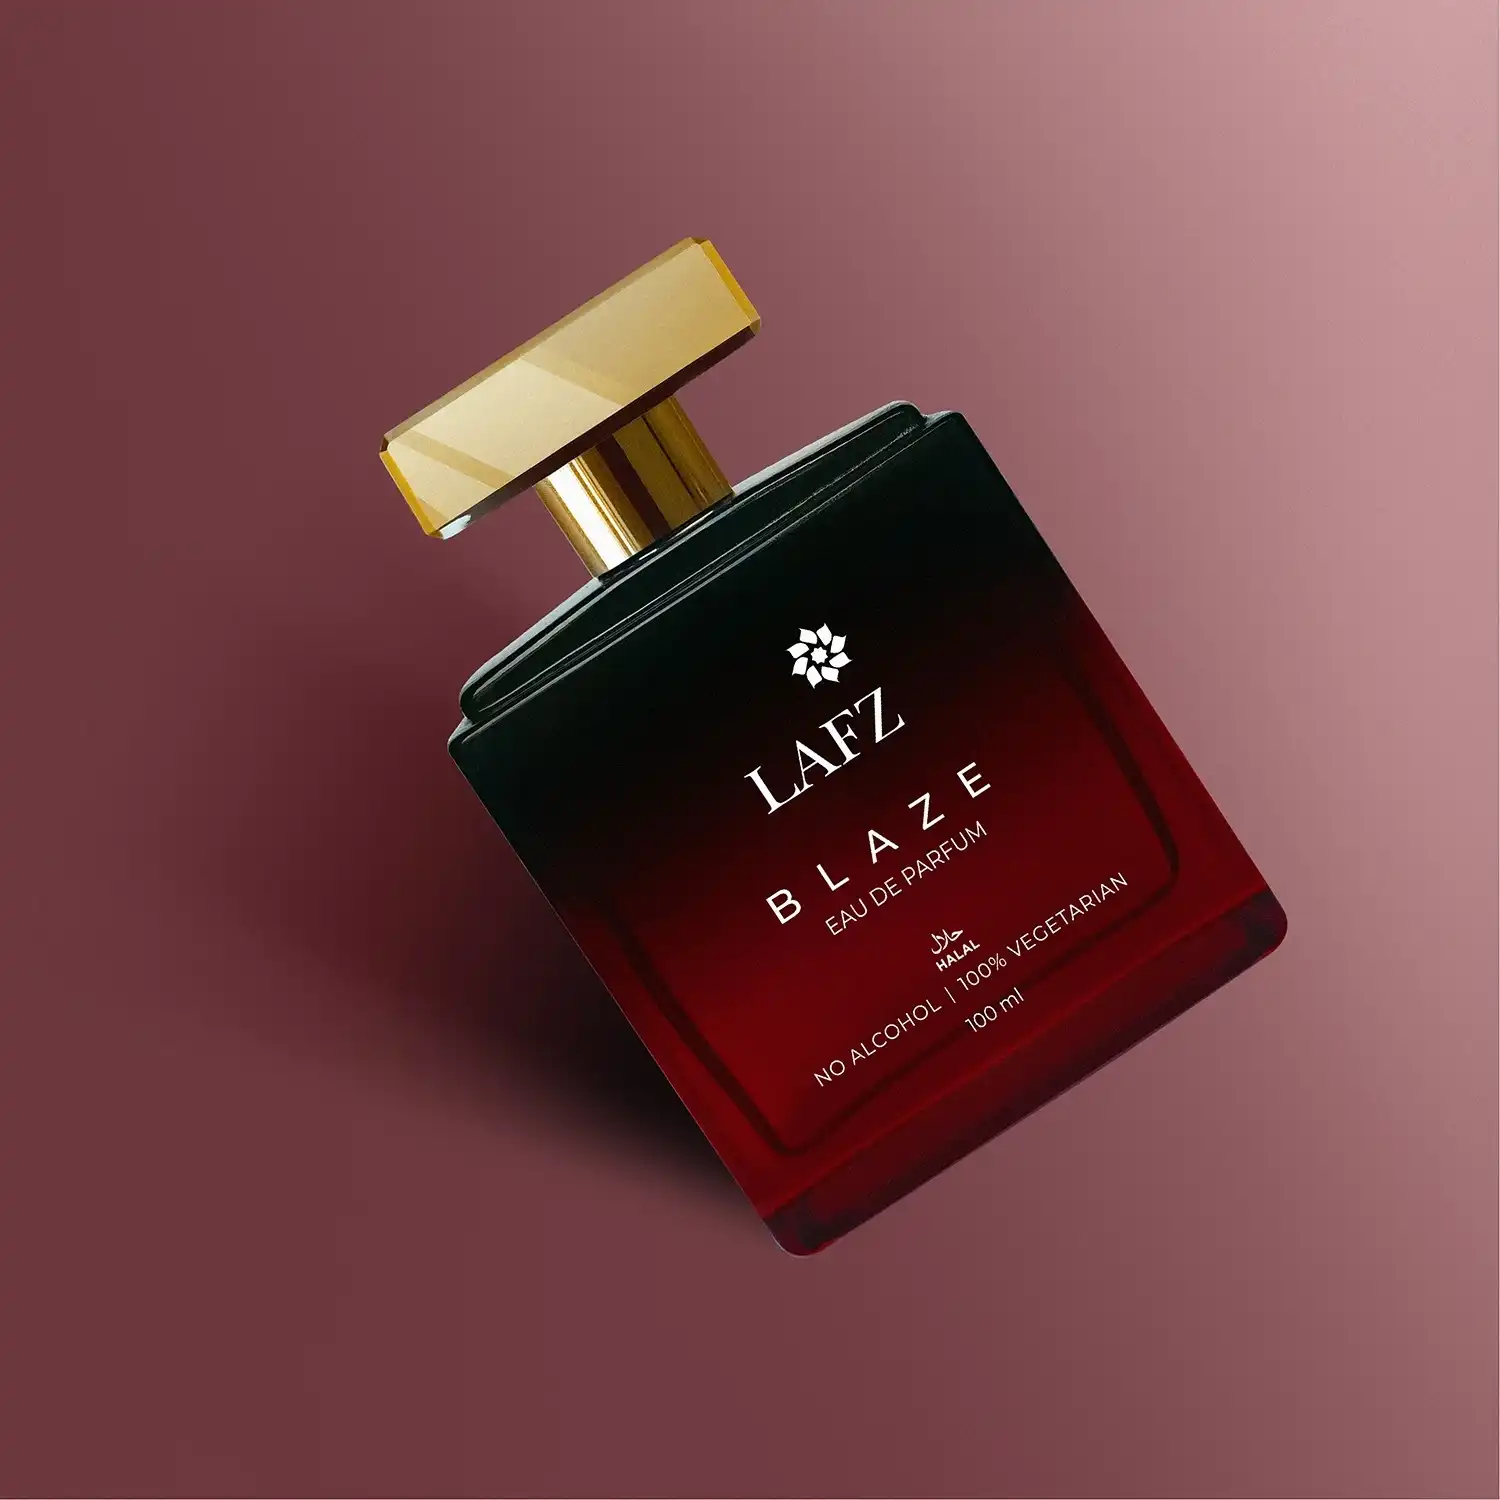 LAFZ
BLAZE
EAU DE PARFUM
حلال
HALAL
NO ALCOHOL | 100% VEGETARIAN
100 ml